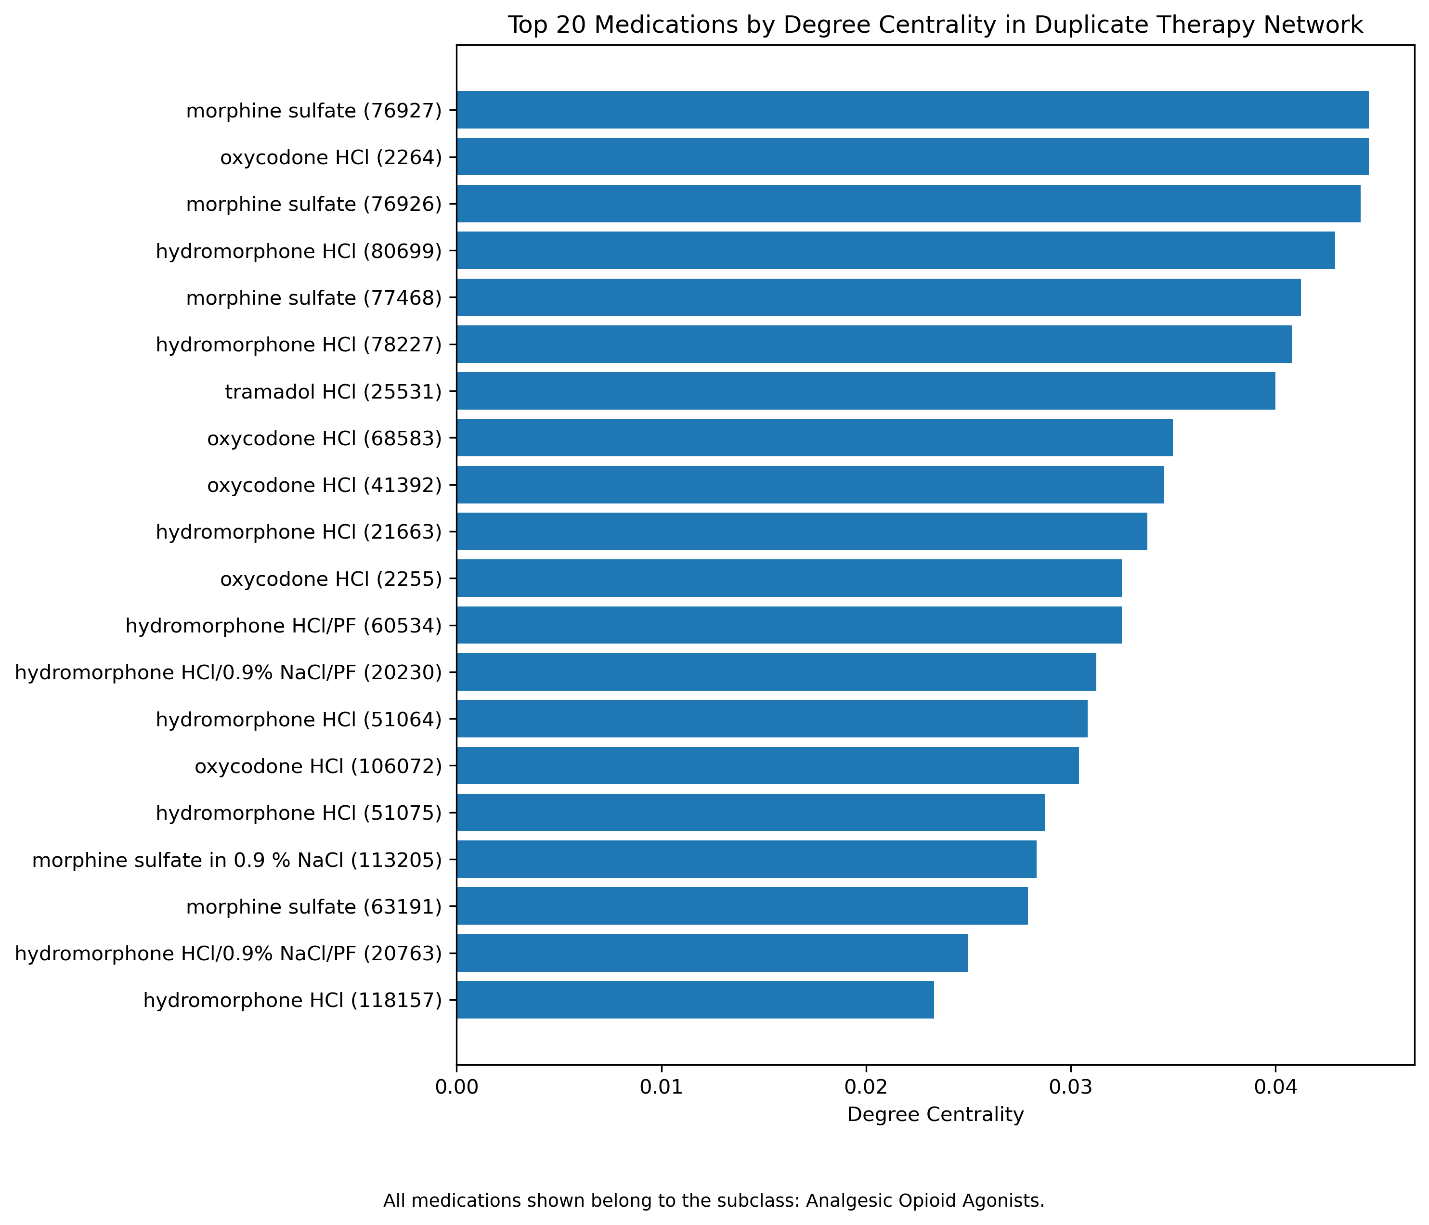 Top 20 Medications by Degree Centrality in Duplicate Therapy Network
morphine sulfate (76927)
oxycodone HCl (2264)
morphine sulfate (76926)
hydromorphone HCl (80699)
morphine sulfate (77468)
hydromorphone HCl (78227)
tramadol HCl (25531)
oxycodone HCl (68583)
oxycodone HCl (41392)
hydromorphone HCl (21663)
oxycodone HCl (2255)
hydromorphone HCl/PF (60534)
hydromorphone HCl/0.9% NaCl/PF (20230)
hydromorphone HCl (51064)
oxycodone HCl (106072)
hydromorphone HCl (51075)
morphine sulfate in 0.9 % NaCl (113205)
morphine sulfate (63191)
hydromorphone HCl/0.9% NaCl/PF (20763)
hydromorphone HCl (118157)
0.00 0.01 0.02 0.03 0.04
Degree Centrality
All medications shown belong to the subclass: Analgesic Opioid Agonists.